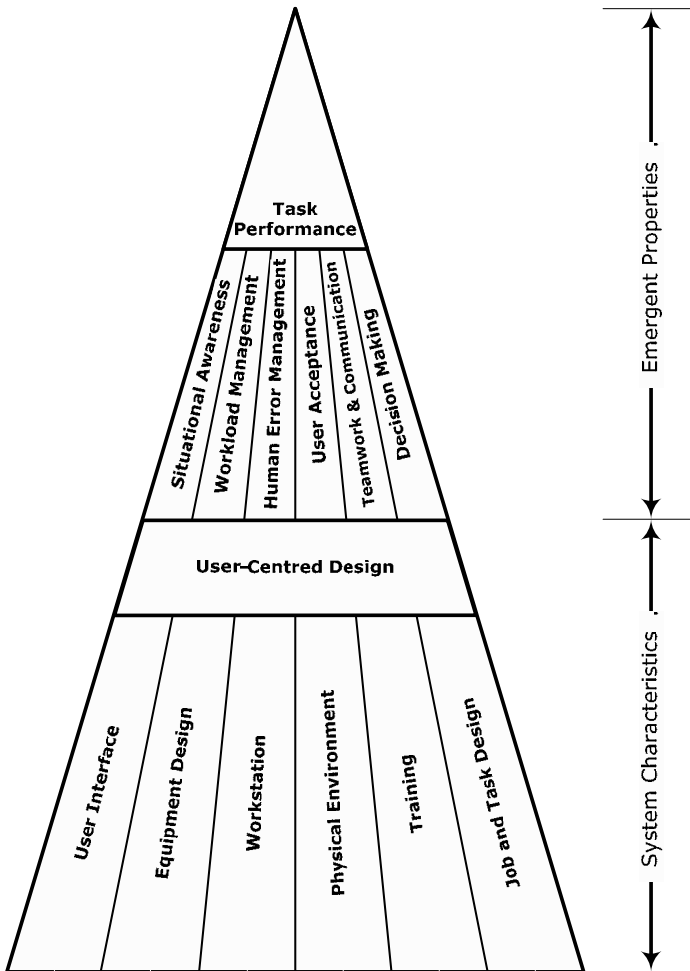 Task
Performance
Situational Awareness
Workload Management
Human Error Management
User Acceptance
Teamwork & Communication
Decision Making
Emergent Properties
User-Centred Design
User Interface
Equipment Design
Workstation
Physical Environment
Training
Job and Task Design
System Characteristics